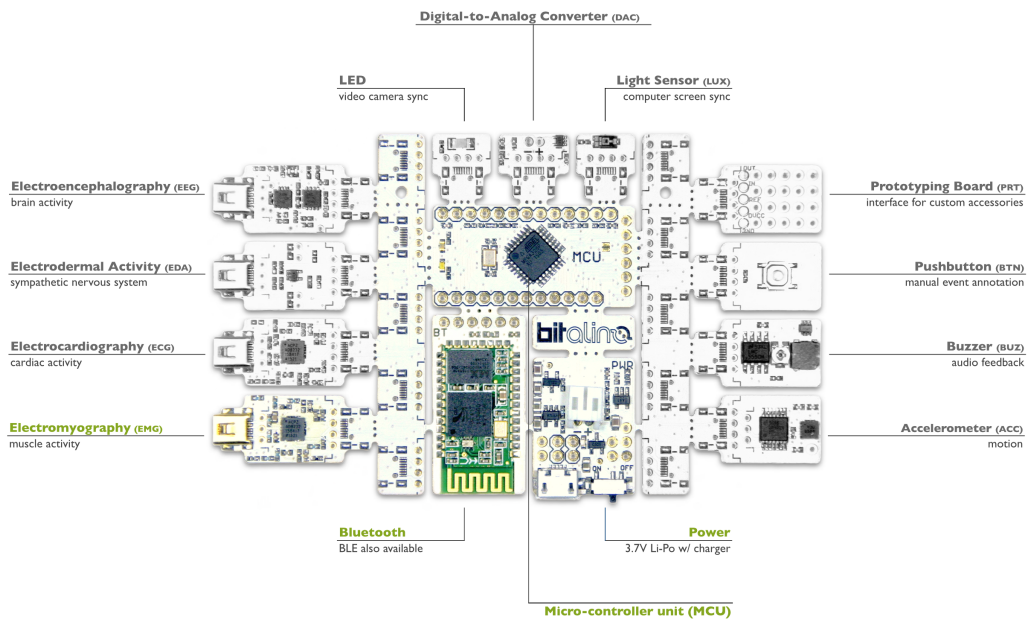 Digital-to-Analog Converter (DAC)
LED
video camera sync
Light Sensor (LUX)
computer screen sync
Electroencephalography (EEG)
brain activity
Prototyping Board (PRT)
interface for custom accessories
Electrodermal Activity (EDA)
sympathetic nervous system
MCU
Pushbutton (BTN)
manual event annotation
BT
bitalino
Electrocardiography (ECG)
cardiac activity
PWR
Buzzer (BUZ)
audio feedback
Electromyography (EMG)
muscle activity
Accelerometer (ACC)
motion
ON OFF
Bluetooth
BLE also available
Power
3.7V Li-Po w/ charger
Micro-controller unit (MCU)